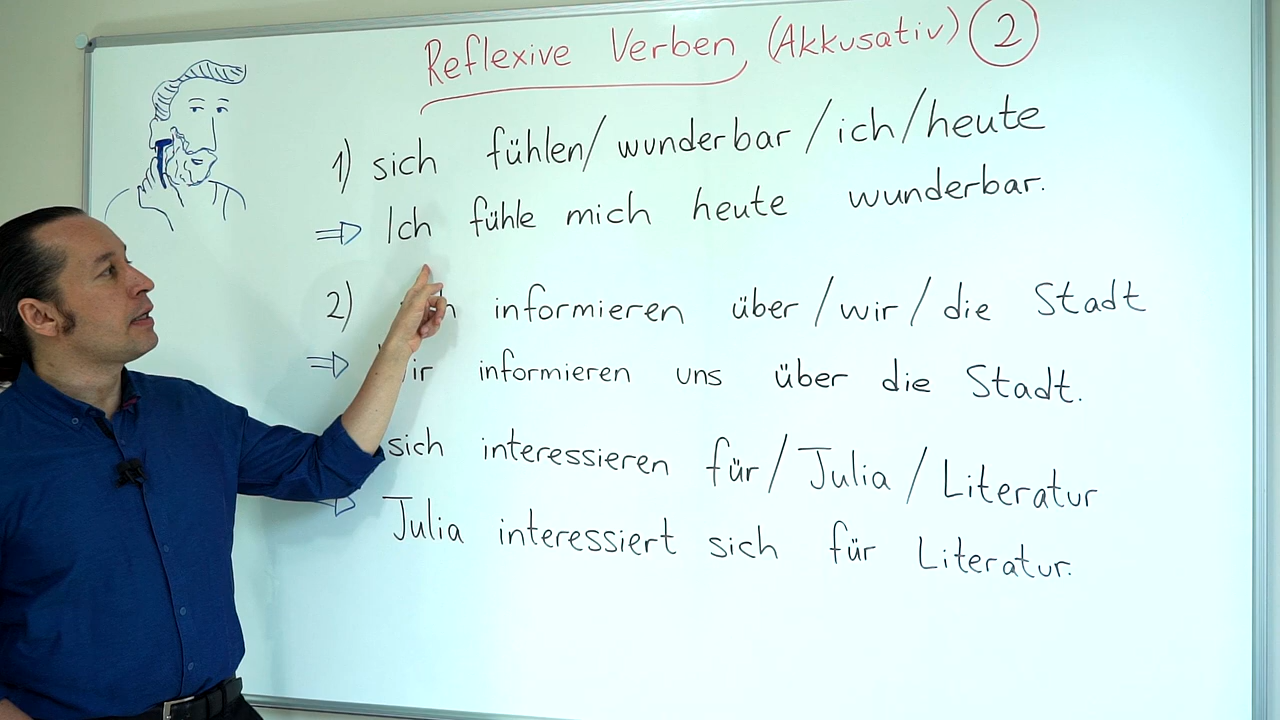 Reflexive Verben (Akkusativ) 2
1) sich fühlen/ wunderbar / ich / heute
⇒ Ich fühle mich heute wunderbar.
2) informieren über / wir / die Stadt
⇒ informieren uns über die Stadt.
sich interessieren für / Julia / Literatur
⇒ Julia interessiert sich für Literatur.